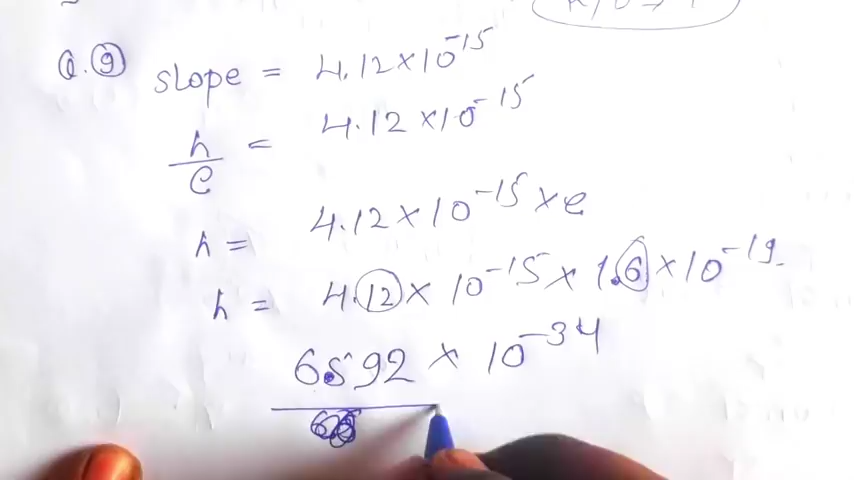 Q.9 slope = 4.12×10^-15
h/e = 4.12×10^-15
h = 4.12×10^-15×e
h = 4.12×10^-15×1.6×10^-19
6.592×10^-34